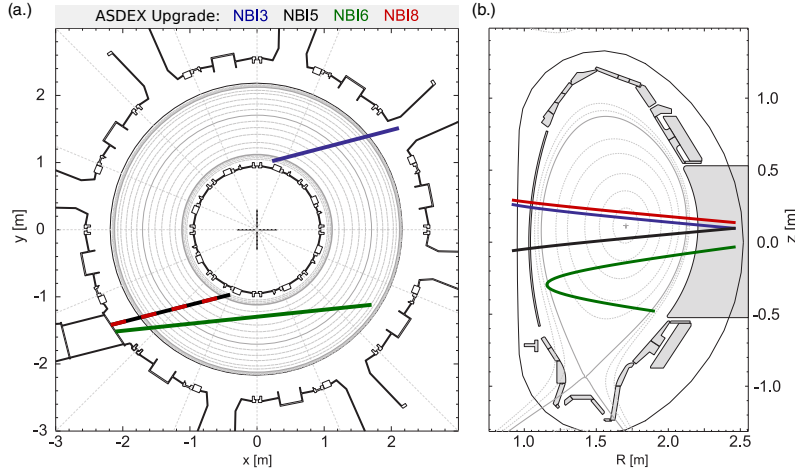 (a.)
ASDEX Upgrade: NBI3 NBI5 NBI6 NBI8
(b.)
2
1
0
-1
-2
-3
y [m]
-3 -2 -1 0 1 2 3
x [m]
1.0
0.5
0.0
-0.5
-1.0
z [m]
1.0 1.5 2.0 2.5
R [m]